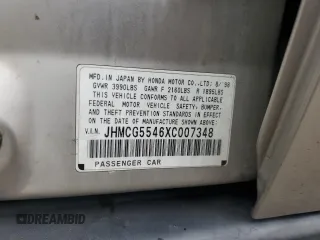 MFD. IN JAPAN BY HONDA MOTOR CO.,LTD. 8/98
GVWR 3990LBS GAWR F 2160LBS R 1895LBS
THIS VEHICLE CONFORMS TO ALL APPLICABLE
FEDERAL MOTOR VEHICLE SAFETY, BUMPER,
AND THEFT PREVENTION STANDARDS IN
EFFECT ON THE DATE OF
MANUFACTURE SHOWN ABOVE.
V.I.N. JHMCG5546XC007348
PASSENGER CAR
DREAMBID.COM